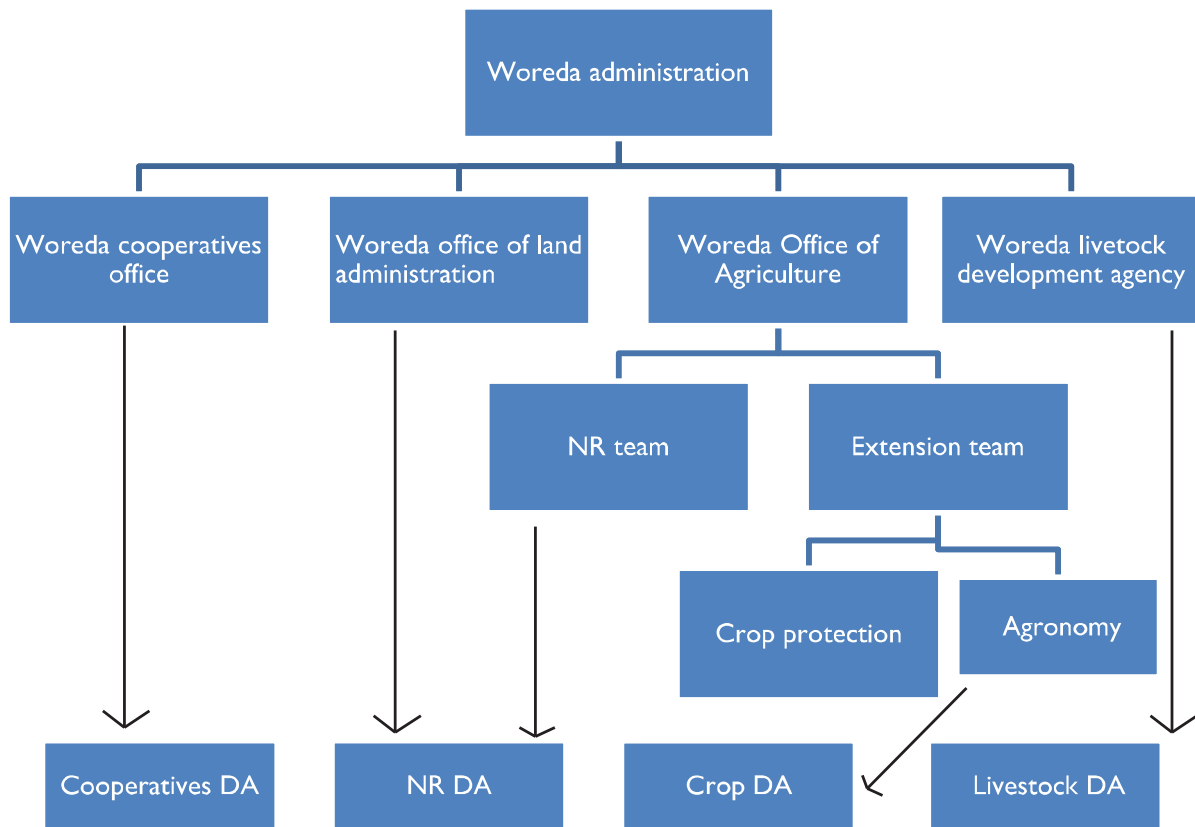 Woreda administration
Woreda cooperatives
office
Woreda office of land
administration
Woreda Office of
Agriculture
Woreda livetock
development agency
NR team
Extension team
Crop protection
Agronomy
Cooperatives DA
NR DA
Crop DA
Livestock DA